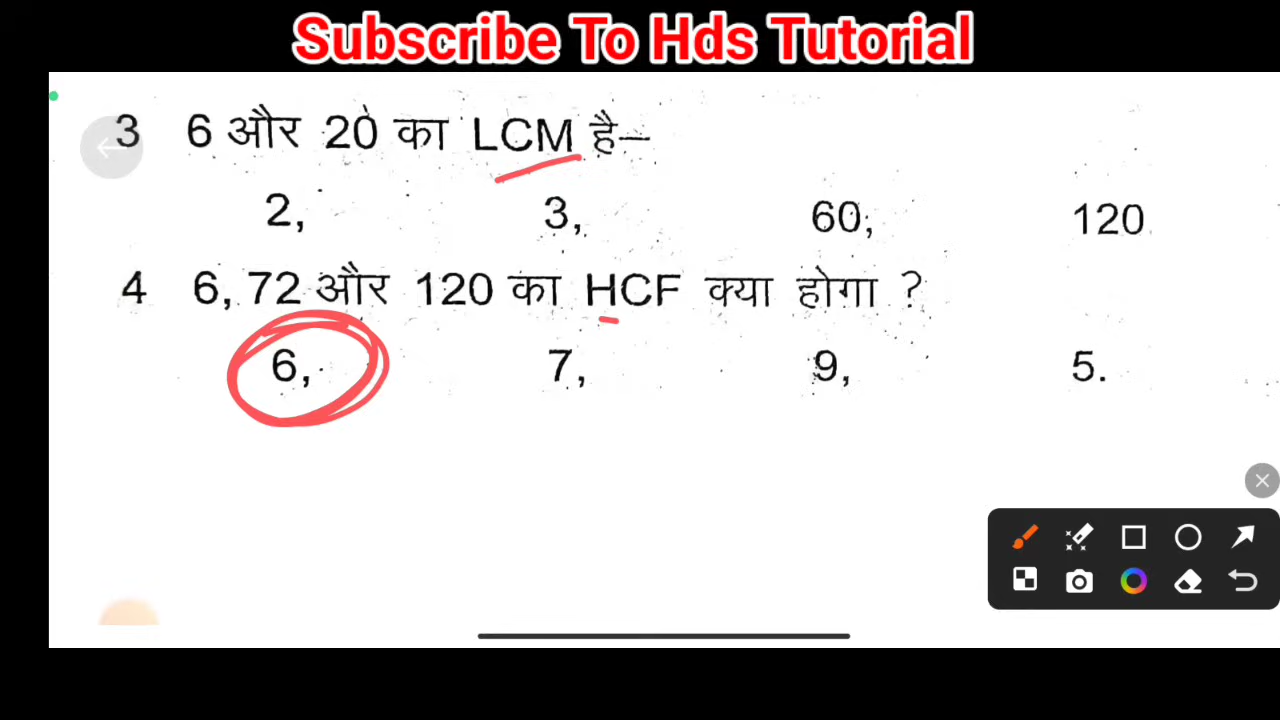 Subscribe To Hds Tutorial
3 6 और 20 का LCM है–
2, 3, 60, 120
4 6, 72 और 120 का HCF क्या होगा ?
6, 7, 9, 5.